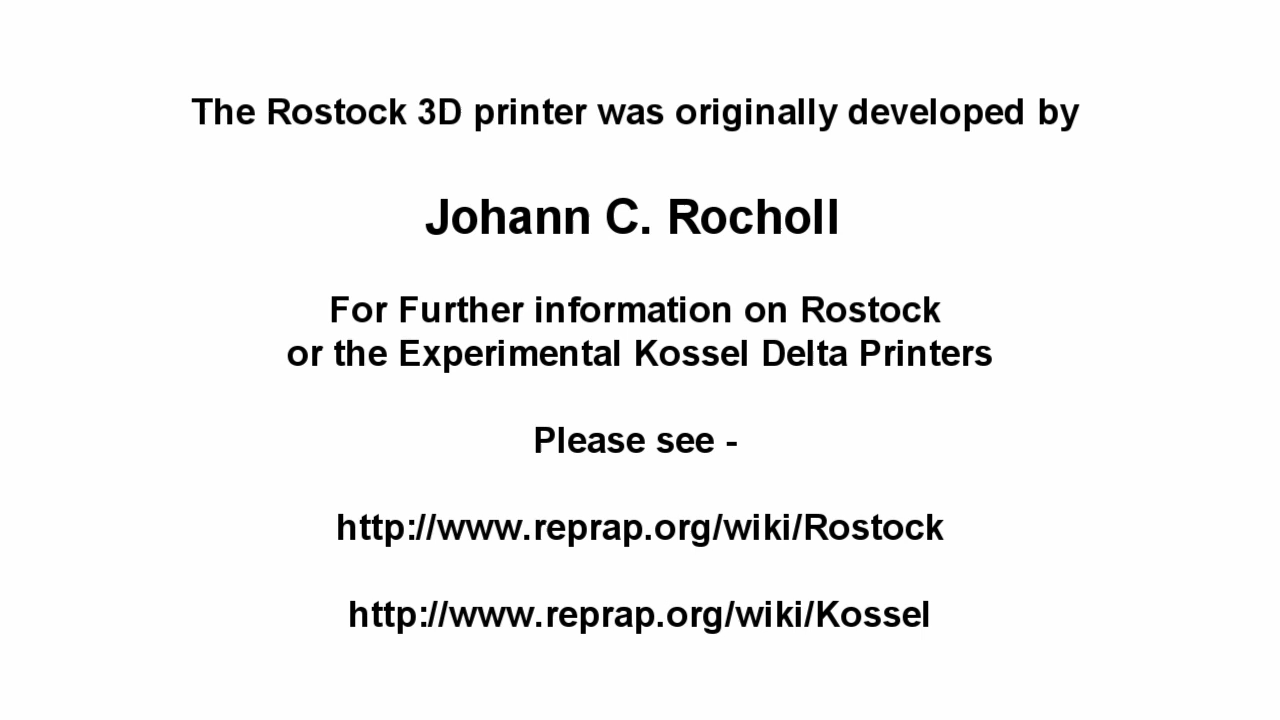 The Rostock 3D printer was originally developed by
Johann C. Rocholl
For Further information on Rostock
or the Experimental Kossel Delta Printers
Please see -
http://www.reprap.org/wiki/Rostock
http://www.reprap.org/wiki/Kossel